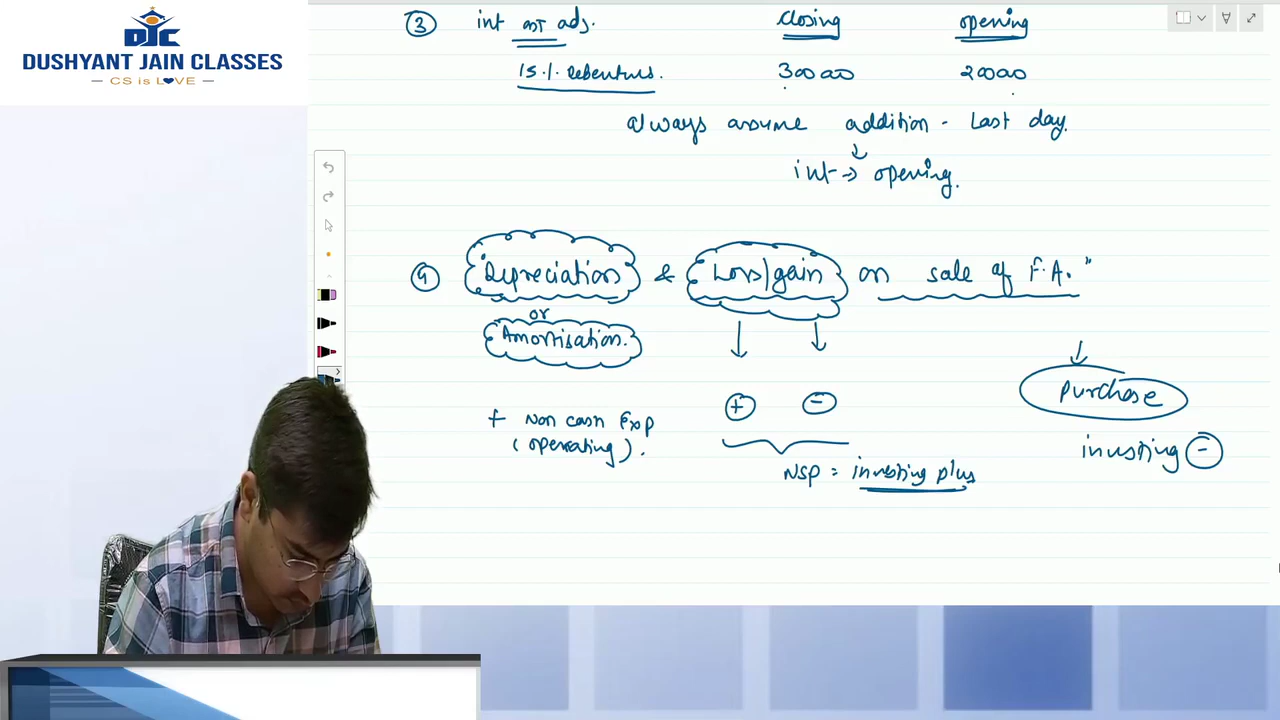 DUSHYANT JAIN CLASSES
CS is LOVE
③ int adj. closing opening
15.1. debentures. 300000 200000
always assume addition - Last day.
int → opening.
④ Depreciation & Loss/gain on sale of F.A."
or
Amortisation.
Purchase
+ Non cash Exp + -
(operating). investing -
NSP = investing plus